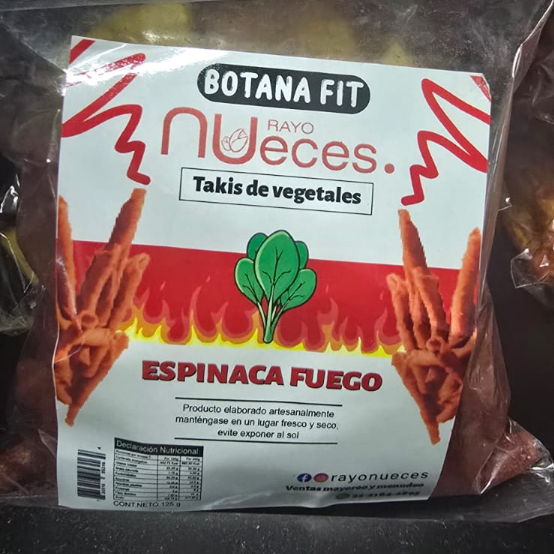 BOTANA FIT
RAYO
nueces.
Takis de vegetales
ESPINACA FUEGO
Producto elaborado artesanalmente
manténgase en un lugar fresco y seco,
evite exponer al sol
Declaración Nutricional
CONT NETO 125 g
@rayonueces
Ventas mayoreo y menudeo